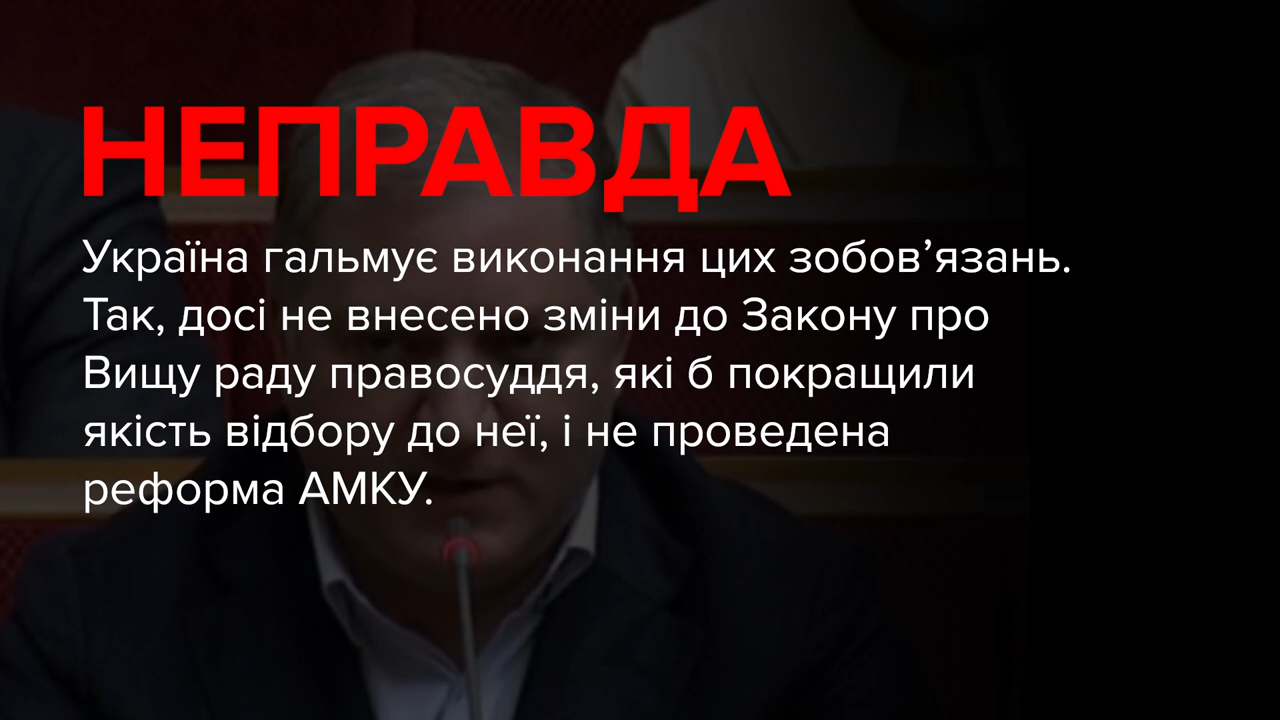 НЕПРАВДА
Україна гальмує виконання цих зобов’язань.
Так, досі не внесено зміни до Закону про
Вищу раду правосуддя, які б покращили
якість відбору до неї, і не проведена
реформа АМКУ.